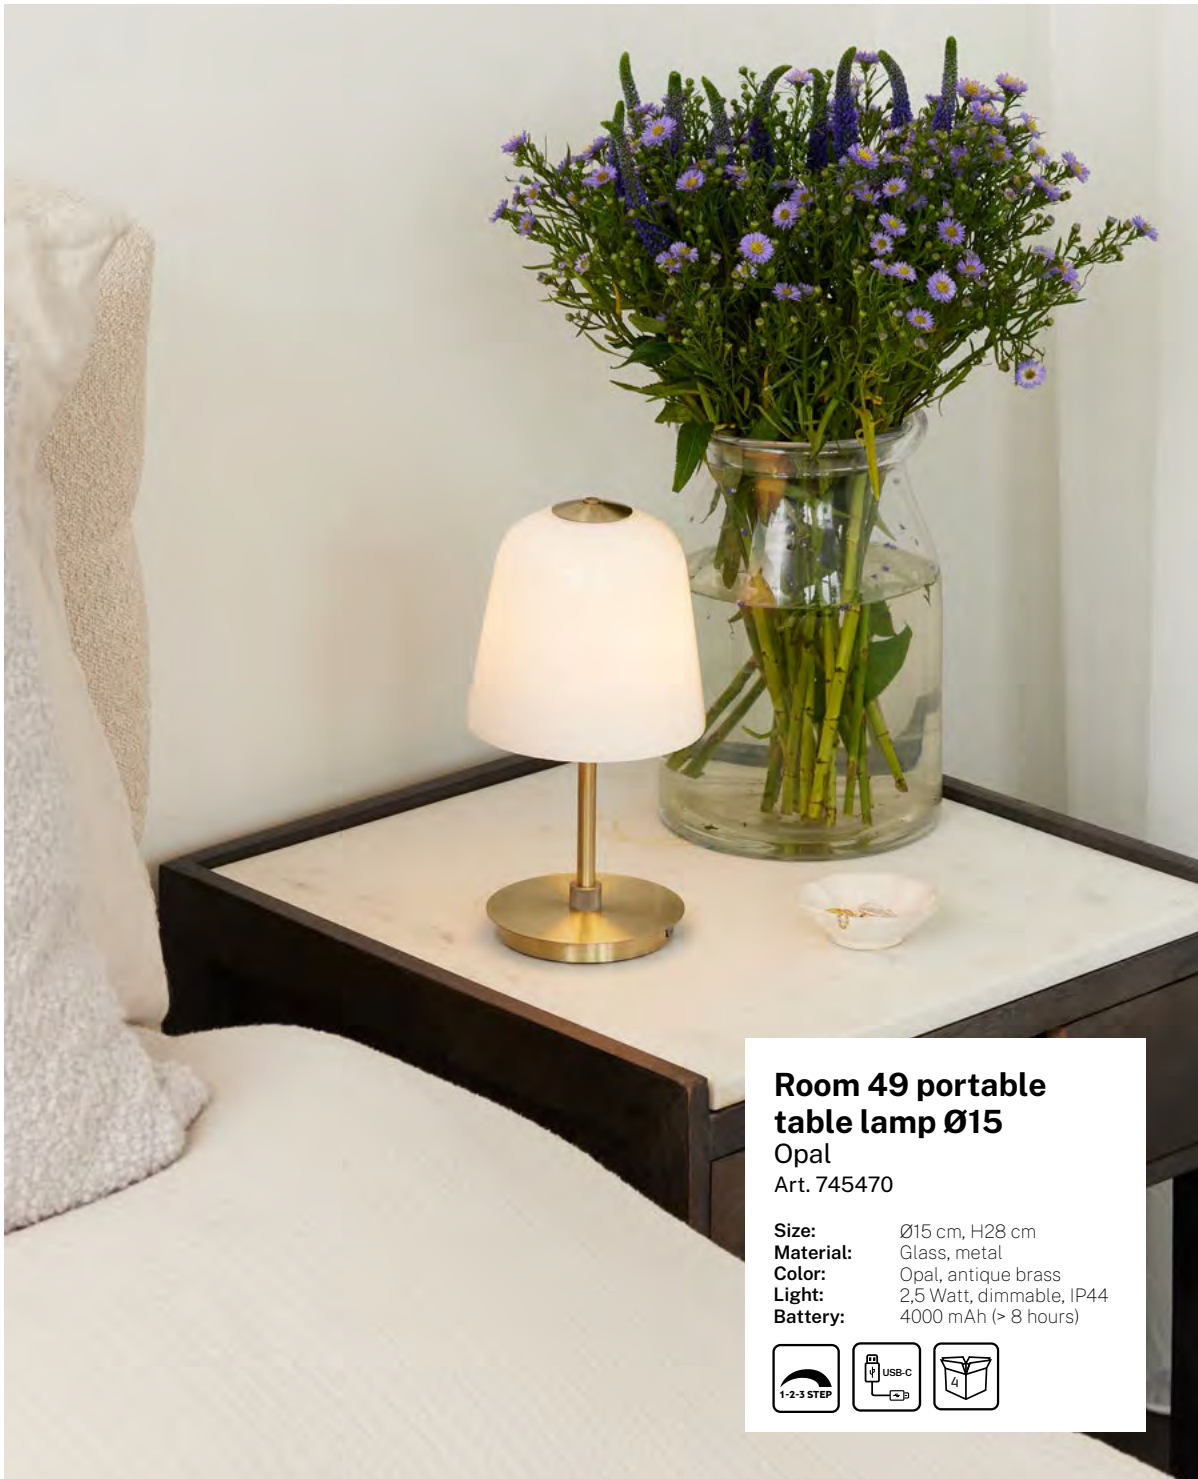 Room 49 portable
table lamp Ø15
Opal
Art. 745470
Size: Ø15 cm, H28 cm
Material: Glass, metal
Color: Opal, antique brass
Light: 2,5 Watt, dimmable, IP44
Battery: 4000 mAh (> 8 hours)
1-2-3 STEP
USB-C
4